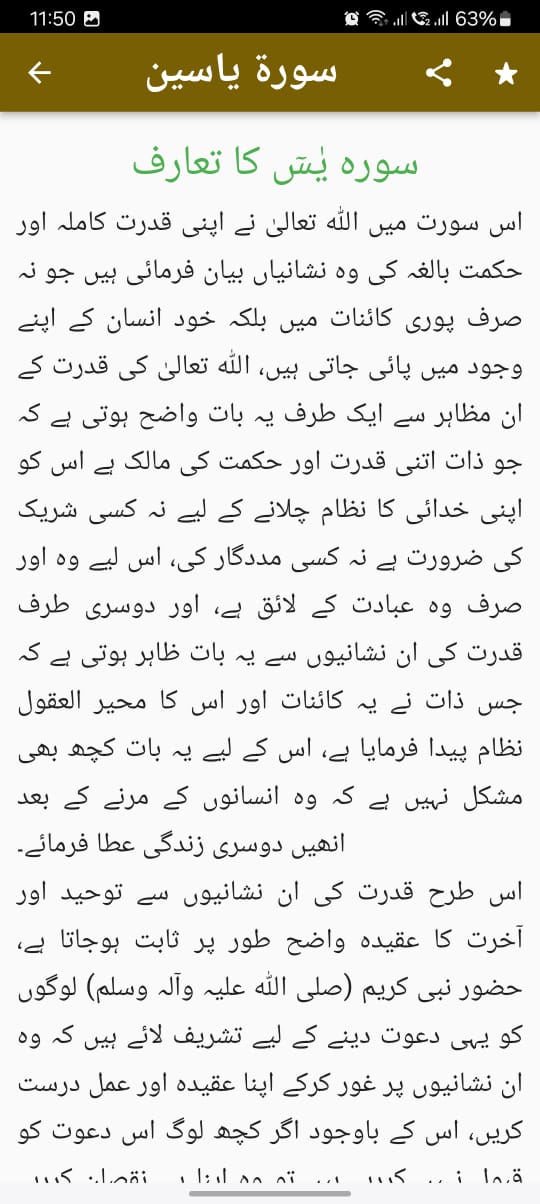 11:50
63%
سورۃ یاسین
سورہ یٰسٓ کا تعارف
اس سورت میں اللہ تعالیٰ نے اپنی قدرت کاملہ اور
حکمت بالغہ کی وہ نشانیاں بیان فرمائی ہیں جو نہ
صرف پوری کائنات میں بلکہ خود انسان کے اپنے
وجود میں پائی جاتی ہیں، اللہ تعالیٰ کی قدرت کے
ان مظاہر سے ایک طرف یہ بات واضح ہوتی ہے کہ
جو ذات اتنی قدرت اور حکمت کی مالک ہے اس کو
اپنی خدائی کا نظام چلانے کے لیے نہ کسی شریک
کی ضرورت ہے نہ کسی مددگار کی، اس لیے وہ اور
صرف وہ عبادت کے لائق ہے، اور دوسری طرف
قدرت کی ان نشانیوں سے یہ بات ظاہر ہوتی ہے کہ
جس ذات نے یہ کائنات اور اس کا محیر العقول
نظام پیدا فرمایا ہے، اس کے لیے یہ بات کچھ بھی
مشکل نہیں ہے کہ وہ انسانوں کے مرنے کے بعد
انھیں دوسری زندگی عطا فرمائے۔
اس طرح قدرت کی ان نشانیوں سے توحید اور
آخرت کا عقیدہ واضح طور پر ثابت ہوجاتا ہے،
حضور نبی کریم (صلی اللہ علیہ وآلہ وسلم) لوگوں
کو یہی دعوت دینے کے لیے تشریف لائے ہیں کہ وہ
ان نشانیوں پر غور کرکے اپنا عقیدہ اور عمل درست
کریں، اس کے باوجود اگر کچھ لوگ اس دعوت کو